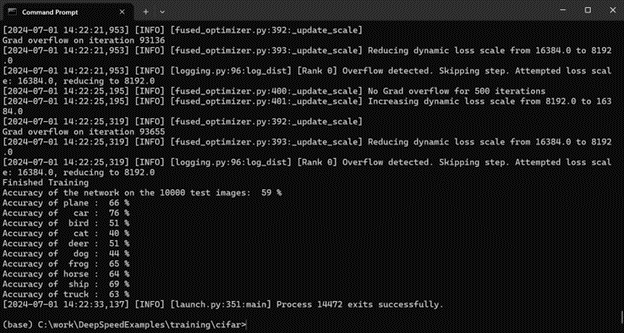 Command Prompt
[2024-07-01 14:22:21,953] [INFO] [fused_optimizer.py:392:_update_scale]
Grad overflow on iteration 93136
[2024-07-01 14:22:21,953] [INFO] [fused_optimizer.py:393:_update_scale] Reducing dynamic loss scale from 16384.0 to 8192
.0
[2024-07-01 14:22:21,953] [INFO] [logging.py:96:log_dist] [Rank 0] Overflow detected. Skipping step. Attempted loss scal
e: 16384.0, reducing to 8192.0
[2024-07-01 14:22:25,195] [INFO] [fused_optimizer.py:400:_update_scale] No Grad overflow for 500 iterations
[2024-07-01 14:22:25,195] [INFO] [fused_optimizer.py:401:_update_scale] Increasing dynamic loss scale from 8192.0 to 163
84.0
[2024-07-01 14:22:25,319] [INFO] [fused_optimizer.py:392:_update_scale]
Grad overflow on iteration 93655
[2024-07-01 14:22:25,319] [INFO] [fused_optimizer.py:393:_update_scale] Reducing dynamic loss scale from 16384.0 to 8192
.0
[2024-07-01 14:22:25,319] [INFO] [logging.py:96:log_dist] [Rank 0] Overflow detected. Skipping step. Attempted loss scal
e: 16384.0, reducing to 8192.0
Finished Training
Accuracy of the network on the 10000 test images:  59 %
Accuracy of plane :  66 %
Accuracy of   car :  76 %
Accuracy of  bird :  51 %
Accuracy of   cat :  40 %
Accuracy of  deer :  51 %
Accuracy of   dog :  44 %
Accuracy of  frog :  65 %
Accuracy of horse :  64 %
Accuracy of  ship :  69 %
Accuracy of truck :  63 %
[2024-07-01 14:22:33,137] [INFO] [launch.py:351:main] Process 14472 exits successfully.
(base) C:\work\DeepSpeedExamples\training\cifar>